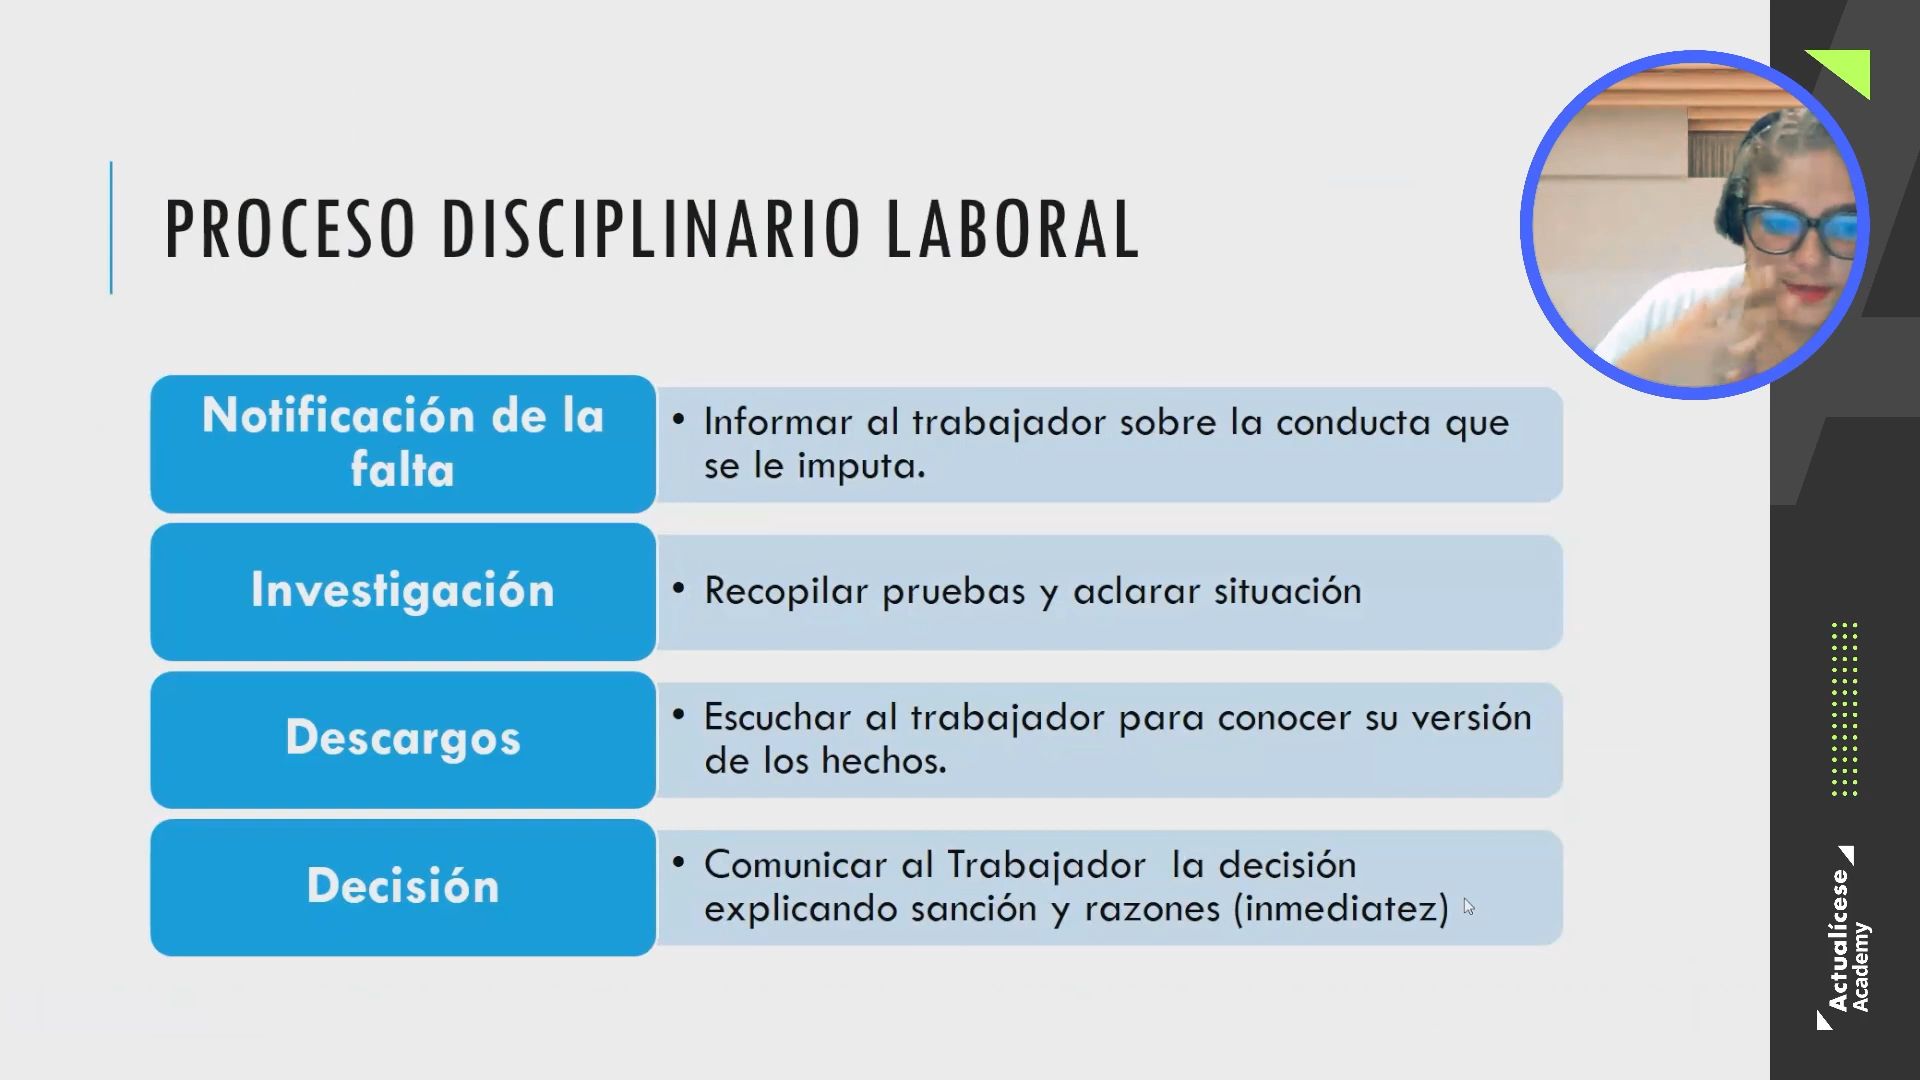 PROCESO DISCIPLINARIO LABORAL
Notificación de la
falta
• Informar al trabajador sobre la conducta que
se le imputa.
Investigación
• Recopilar pruebas y aclarar situación
Descargos
• Escuchar al trabajador para conocer su versión
de los hechos.
Decisión
• Comunicar al Trabajador la decisión
explicando sanción y razones (inmediatez)
Actualícese
Academy